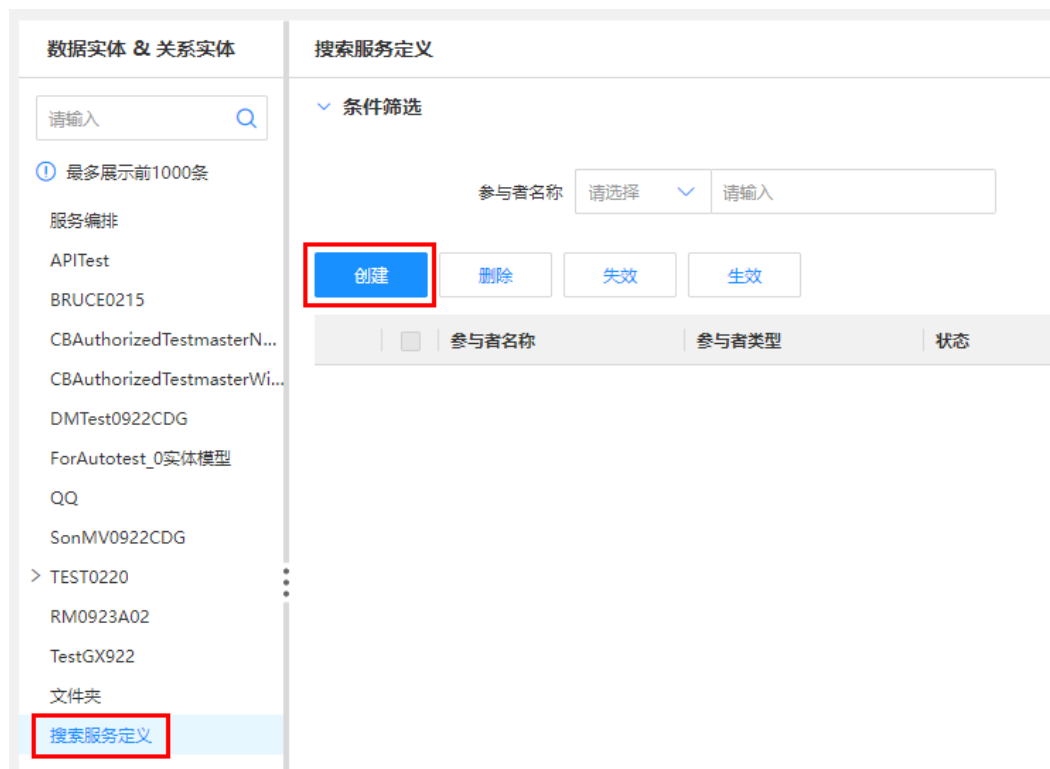 数据实体 & 关系实体
请输入
最多展示前1000条
服务编排
APITest
BRUCE0215
CBAuthorizedTestmasterN...
CBAuthorizedTestmasterWi...
DMTest0922CDG
ForAutotest_0实体模型
QQ
SonMV0922CDG
TEST0220
RM0923A02
TestGX922
文件夹
搜索服务定义
搜索服务定义
条件筛选
参与者名称 请选择 请输入
创建 删除 失效 生效
参与者名称 参与者类型 状态